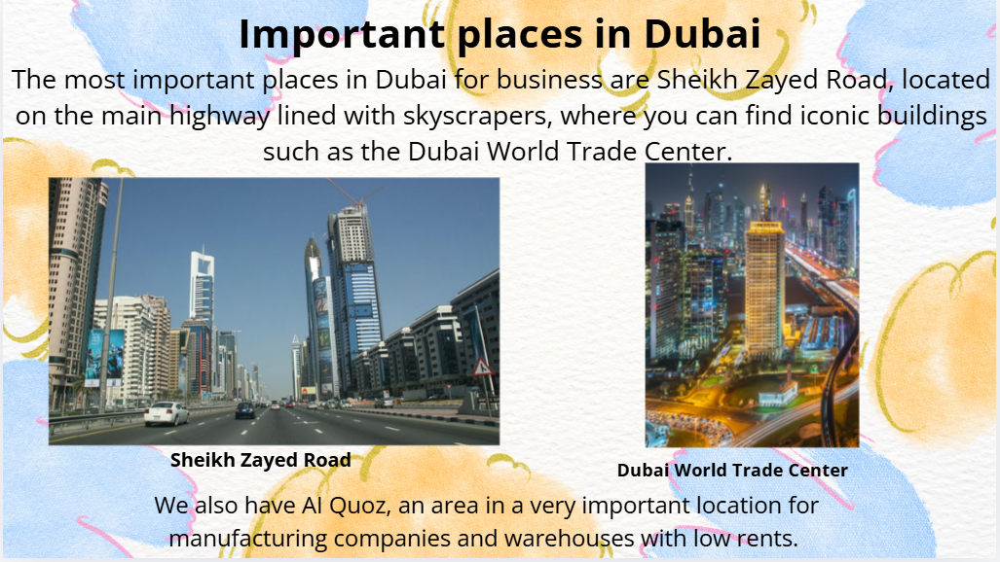 Important places in Dubai
The most important places in Dubai for business are Sheikh Zayed Road, located
on the main highway lined with skyscrapers, where you can find iconic buildings
such as the Dubai World Trade Center.
Sheikh Zayed Road
Dubai World Trade Center
We also have Al Quoz, an area in a very important location for
manufacturing companies and warehouses with low rents.